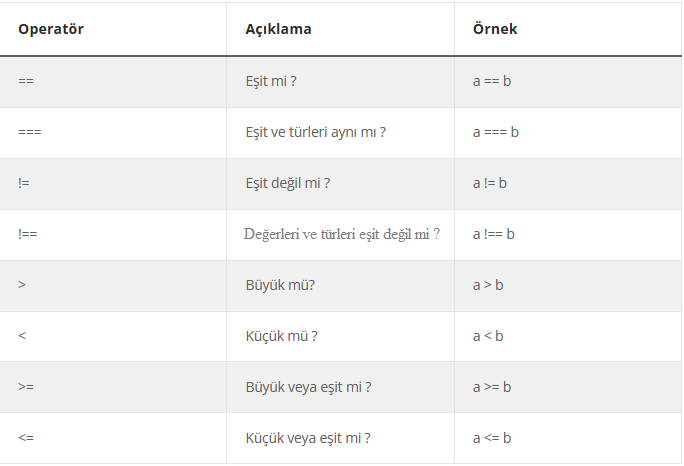 Operatör Açıklama Örnek
== Eşit mi ? a == b
=== Eşit ve türleri aynı mı ? a === b
!= Eşit değil mi ? a != b
!== Değerleri ve türleri eşit değil mi ? a !== b
> Büyük mü? a > b
< Küçük mü ? a < b
>= Büyük veya eşit mi ? a >= b
<= Küçük veya eşit mi ? a <= b